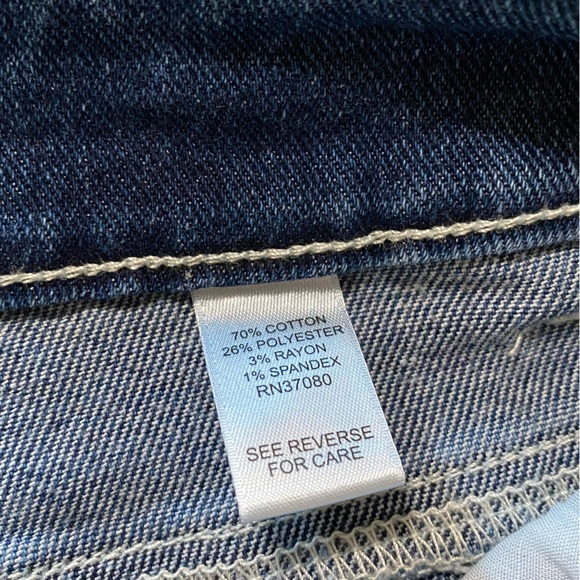 70% COTTON
26% POLYESTER
3% RAYON
1% SPANDEX
RN37080
SEE REVERSE
FOR CARE